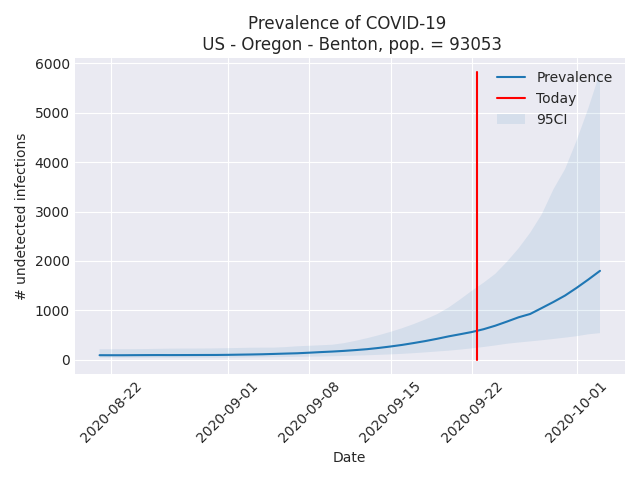 Prevalence of COVID-19
US - Oregon - Benton, pop. = 93053
6000
5000
4000
3000
2000
1000
0
# undetected infections
Prevalence
Today
95CI
2020-08-22
2020-09-01
2020-09-08
2020-09-15
2020-09-22
2020-10-01
Date